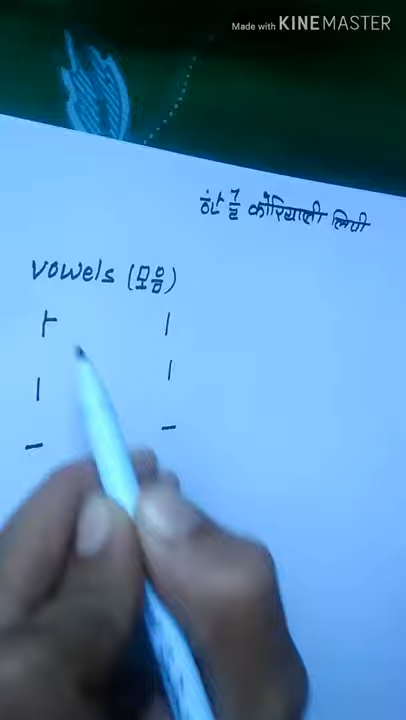 Made with KINEMASTER
한글 कोरियाली लिपी
vowels (모음)
ㅏ ㅣ
ㅣ ㅣ
ㅡ ㅡ